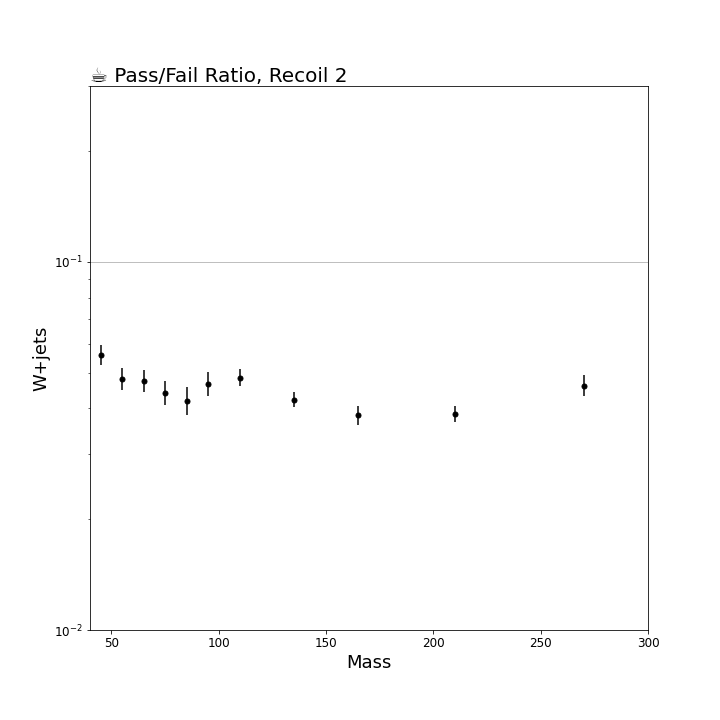 ☕ Pass/Fail Ratio, Recoil 2
10⁻¹
W+jets
10⁻²
50 100 150 200 250 300
Mass